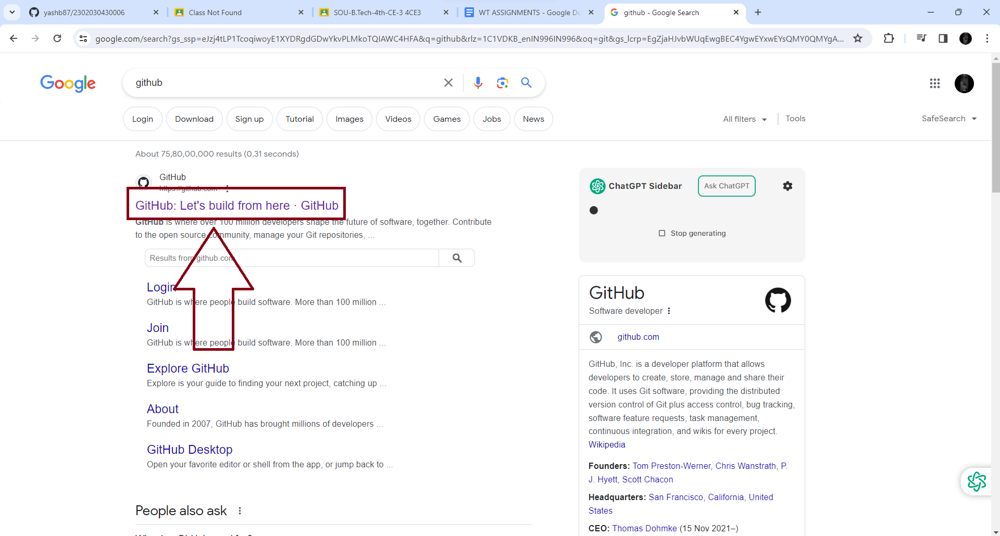 yashb87/2302030430006
Class Not Found
SOU-B.Tech-4th-CE-3 4CE3
WT ASSIGNMENTS - Google Do
github - Google Search
google.com/search?gs_ssp=eJzj4tLP1TcoqiwoyE1XYDRgdGDwYkvPLMkoTQIAWC4HFA&q=github&rlz=1C1VDKB_enIN996IN996&oq=git&gs_lcrp=EgZjaHJvbWUqEwgBEC4YgwEYxwEYsQMY0QMYgA...
Google
github
Login
Download
Sign up
Tutorial
Images
Videos
Games
Jobs
News
All filters
Tools
SafeSearch
About 75,80,00,000 results (0.31 seconds)
GitHub
https://github.com
GitHub: Let's build from here · GitHub
GitHub is where over 100 million developers shape the future of software, together. Contribute
to the open source community, manage your Git repositories, ...
Results from github.com
Login
GitHub is where people build software. More than 100 million ...
Join
GitHub is where people build software. More than 100 million ...
Explore GitHub
Explore is your guide to finding your next project, catching up ...
About
Founded in 2007, GitHub has brought millions of developers ...
GitHub Desktop
Open your favorite editor or shell from the app, or jump back to ...
People also ask
ChatGPT Sidebar
Ask ChatGPT
Stop generating
GitHub
Software developer
github.com
GitHub, Inc. is a developer platform that allows
developers to create, store, manage and share their
code. It uses Git software, providing the distributed
version control of Git plus access control, bug tracking,
software feature requests, task management,
continuous integration, and wikis for every project.
Wikipedia
Founders: Tom Preston-Werner, Chris Wanstrath, P.
J. Hyett, Scott Chacon
Headquarters: San Francisco, California, United
States
CEO: Thomas Dohmke (15 Nov 2021–)